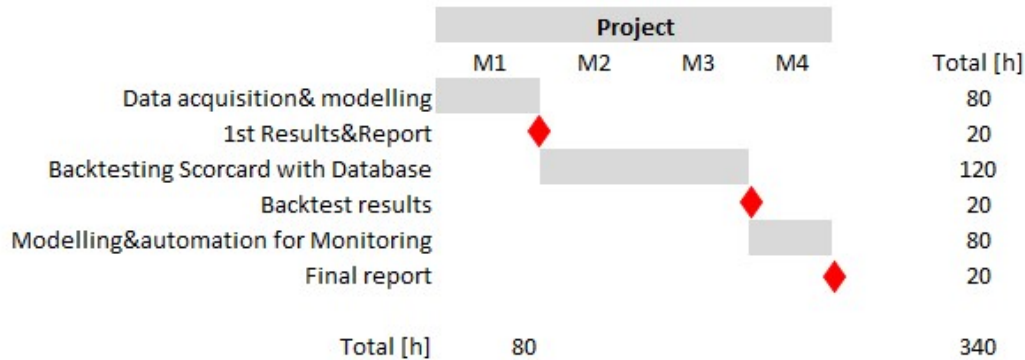 Project
M1 M2 M3 M4 Total [h]
Data acquisition& modelling 80
1st Results&Report 20
Backtesting Scorcard with Database 120
Backtest results 20
Modelling&automation for Monitoring 80
Final report 20
Total [h] 80 340